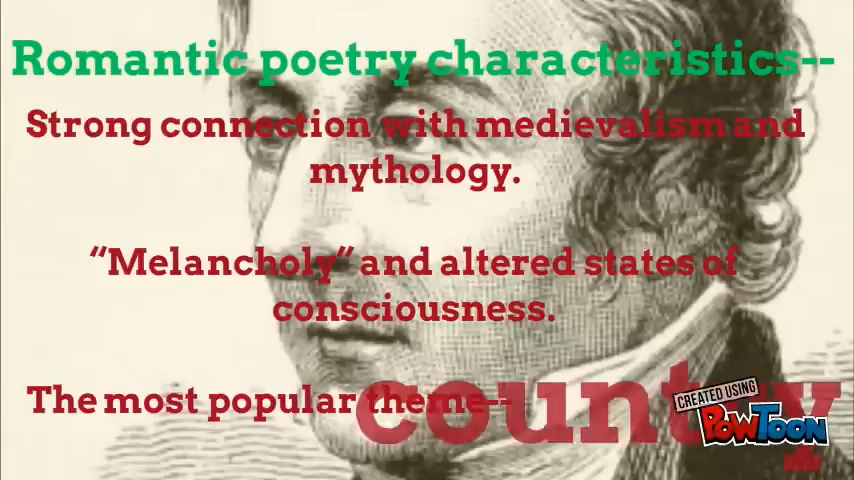 Romantic poetry characteristics--
Strong connection with medievalism and
mythology.
“Melancholy” and altered states of
consciousness.
The most popular theme-- country
CREATED USING
POWTOON